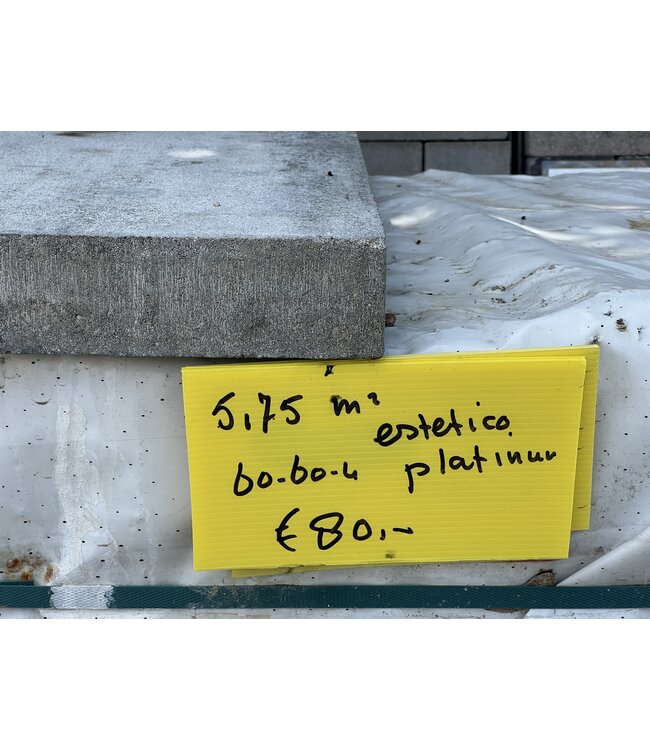 5,75 m²
estetico
60-60-4 platinum
€80,-